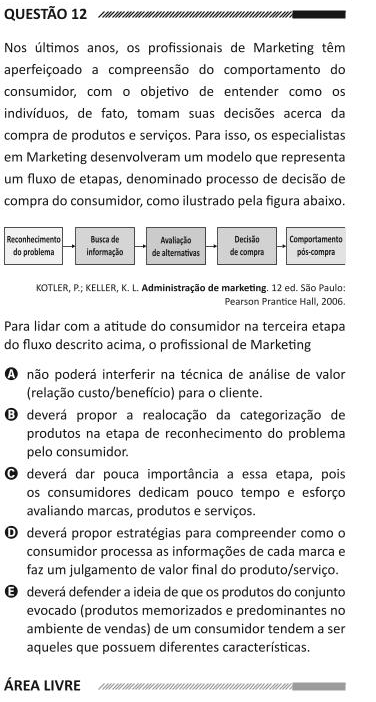 QUESTÃO 12
Nos últimos anos, os profissionais de Marketing têm
aperfeiçoado a compreensão do comportamento do
consumidor, com o objetivo de entender como os
indivíduos, de fato, tomam suas decisões acerca da
compra de produtos e serviços. Para isso, os especialistas
em Marketing desenvolveram um modelo que representa
um fluxo de etapas, denominado processo de decisão de
compra do consumidor, como ilustrado pela figura abaixo.
Reconhecimento
do problema
Busca de
informação
Avaliação
de alternativas
Decisão
de compra
Comportamento
pós-compra
KOTLER, P.; KELLER, K. L. Administração de marketing. 12 ed. São Paulo:
Pearson Prantice Hall, 2006.
Para lidar com a atitude do consumidor na terceira etapa
do fluxo descrito acima, o profissional de Marketing
A não poderá interferir na técnica de análise de valor
(relação custo/benefício) para o cliente.
B deverá propor a realocação da categorização de
produtos na etapa de reconhecimento do problema
pelo consumidor.
C deverá dar pouca importância a essa etapa, pois
os consumidores dedicam pouco tempo e esforço
avaliando marcas, produtos e serviços.
D deverá propor estratégias para compreender como o
consumidor processa as informações de cada marca e
faz um julgamento de valor final do produto/serviço.
E deverá defender a ideia de que os produtos do conjunto
evocado (produtos memorizados e predominantes no
ambiente de vendas) de um consumidor tendem a ser
aqueles que possuem diferentes características.
ÁREA LIVRE